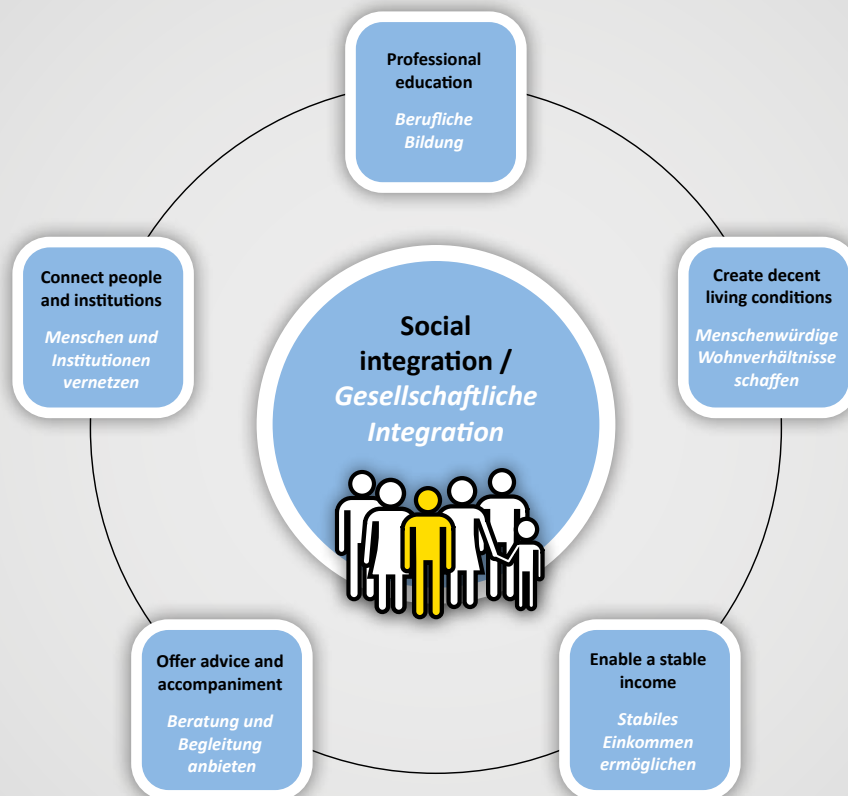 Professional
education
Berufliche
Bildung
Connect people
and institutions
Menschen und
Institutionen
vernetzen
Create decent
living conditions
Menschenwürdige
Wohnverhältnisse
schaffen
Social
integration /
Gesellschaftliche
Integration
Offer advice and
accompaniment
Beratung und
Begleitung
anbieten
Enable a stable
income
Stabiles
Einkommen
ermöglichen